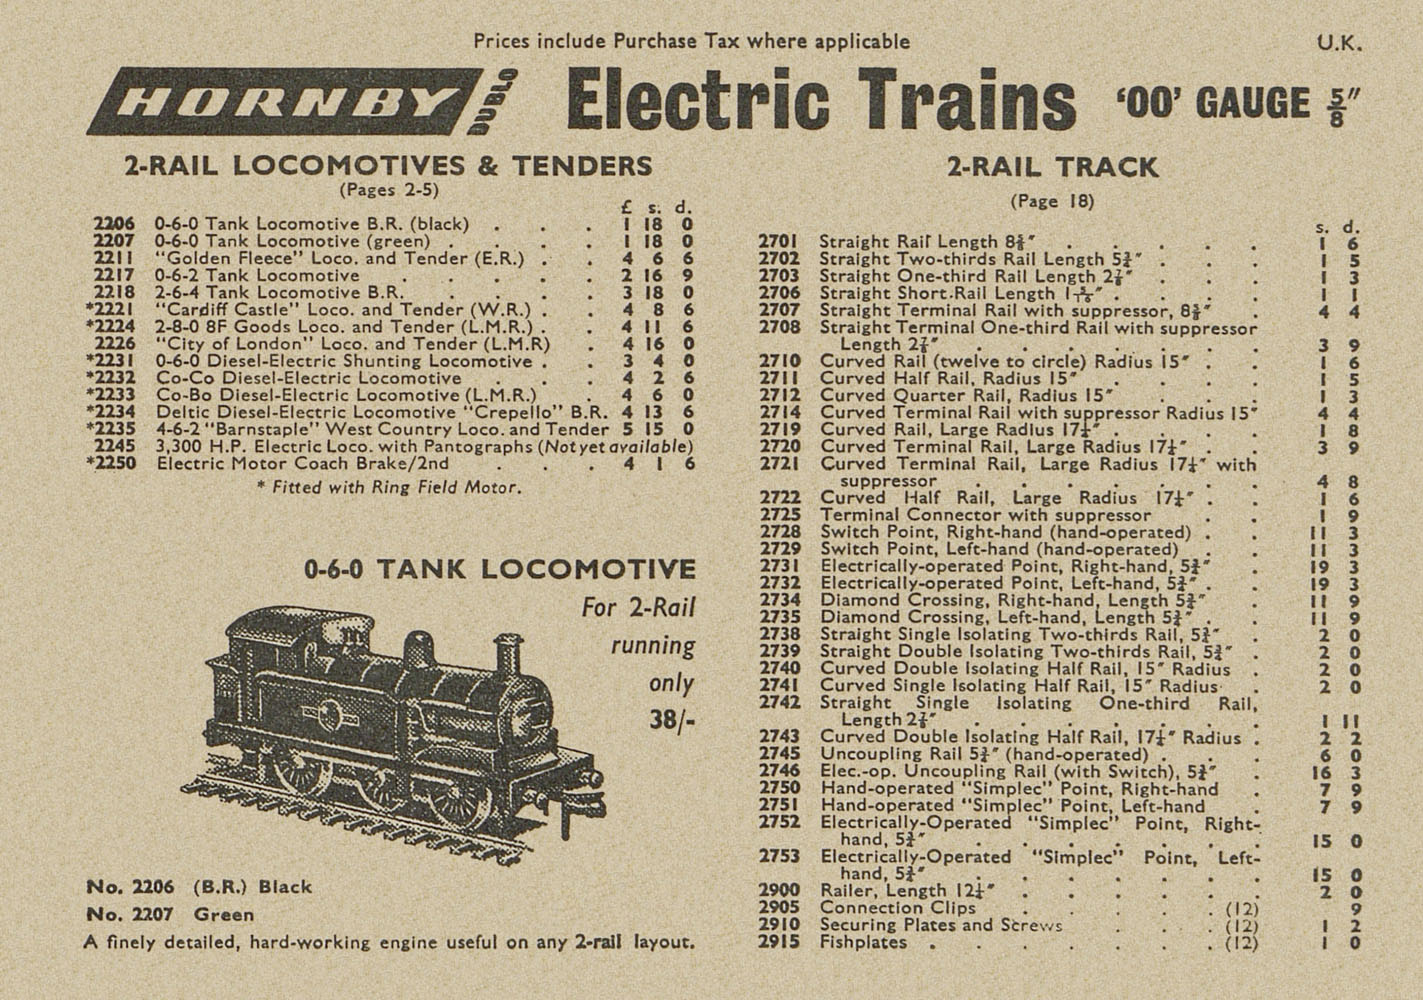 Prices include Purchase Tax where applicable U.K.
HORNBY DUBLO Electric Trains ‘OO’ GAUGE ⅝″
2-RAIL LOCOMOTIVES & TENDERS
(Pages 2-5)
£ s. d.
2206 0-6-0 Tank Locomotive B.R. (black) . . . 1 18 0
2207 0-6-0 Tank Locomotive (green) . . . . 1 18 0
2211 “Golden Fleece” Loco. and Tender (E.R.) . . 4 6 6
2217 0-6-2 Tank Locomotive . . . . 2 16 9
2218 2-6-4 Tank Locomotive B.R. . . . . 3 18 0
*2221 “Cardiff Castle” Loco. and Tender (W.R.) . . 4 8 6
*2224 2-8-0 8F Goods Loco. and Tender (L.M.R.) . . 4 11 6
2226 “City of London” Loco. and Tender (L.M.R) . 4 16 0
*2231 0-6-0 Diesel-Electric Shunting Locomotive . . 3 4 0
*2232 Co-Co Diesel-Electric Locomotive . . . 4 2 6
*2233 Co-Bo Diesel-Electric Locomotive (L.M.R.) . 4 6 0
*2234 Deltic Diesel-Electric Locomotive “Crepello” B.R. 4 13 6
*2235 4-6-2 “Barnstaple” West Country Loco. and Tender 5 15 0
2245 3,300 H.P. Electric Loco. with Pantographs (Not yet available)
*2250 Electric Motor Coach Brake/2nd . . . 4 1 6
* Fitted with Ring Field Motor.
0-6-0 TANK LOCOMOTIVE
For 2-Rail
running
only
38/-
No. 2206 (B.R.) Black
No. 2207 Green
A finely detailed, hard-working engine useful on any 2-rail layout.
2-RAIL TRACK
(Page 18)
s. d.
2701 Straight Rail Length 8⅝″ . . . . . 1 6
2702 Straight Two-thirds Rail Length 5¾″ . . . 1 5
2703 Straight One-third Rail Length 2⅞″ . . . 1 3
2706 Straight Short Rail Length 1 . . . . 1 1
2707 Straight Terminal Rail with suppressor, 8⅝″ . 4 4
2708 Straight Terminal One-third Rail with suppressor
Length 2⅞″ . . . . . . . 3 9
2710 Curved Rail (twelve to circle) Radius 15″ . . 1 6
2711 Curved Half Rail, Radius 15″ . . . . 1 5
2712 Curved Quarter Rail, Radius 15″ . . . 1 3
2714 Curved Terminal Rail with suppressor Radius 15″ 4 4
2719 Curved Rail, Large Radius 17¼″ . . . . 1 8
2720 Curved Terminal Rail, Large Radius 17¼″ . . 3 9
2721 Curved Terminal Rail, Large Radius 17¼″ with
suppressor . . . . . . . 4 8
2722 Curved Half Rail, Large Radius 17¼″ . . 1 6
2725 Terminal Connector with suppressor . . 1 9
2728 Switch Point, Right-hand (hand-operated) . . 11 3
2729 Switch Point, Left-hand (hand-operated) . . 11 3
2731 Electrically-operated Point, Right-hand, 5¾″ . 19 3
2732 Electrically-operated Point, Left-hand, 5¾″ . . 19 3
2734 Diamond Crossing, Right-hand, Length 5¾″ . 11 9
2735 Diamond Crossing, Left-hand, Length 5¾″ . . 11 9
2738 Straight Single Isolating Two-thirds Rail, 5¾″ . 2 0
2739 Straight Double Isolating Two-thirds Rail, 5¾″ . 2 0
2740 Curved Double Isolating Half Rail, 15″ Radius . 2 0
2741 Curved Single Isolating Half Rail, 15″ Radius . 2 0
2742 Straight Single Isolating One-third Rail,
Length 2⅞″ . . . . . . . 1 11
2743 Curved Double Isolating Half Rail, 17¼″ Radius . 2 2
2745 Uncoupling Rail 5¾″ (hand-operated) . . . 6 0
2746 Elec.-op. Uncoupling Rail (with Switch), 5¾″ . 16 3
2750 Hand-operated “Simplec” Point, Right-hand . 7 9
2751 Hand-operated “Simplec” Point, Left-hand . 7 9
2752 Electrically-Operated “Simplec” Point, Right-
hand, 5¾″ . . . . . . . 15 0
2753 Electrically-Operated “Simplec” Point, Left-
hand, 5¾″ . . . . . . . 15 0
2900 Railer, Length 12¼″ . . . . . . 2 0
2905 Connection Clips . . . . . (12) 9
2910 Securing Plates and Screws . . . (12) 1 2
2915 Fishplates . . . . . . . (12) 1 0